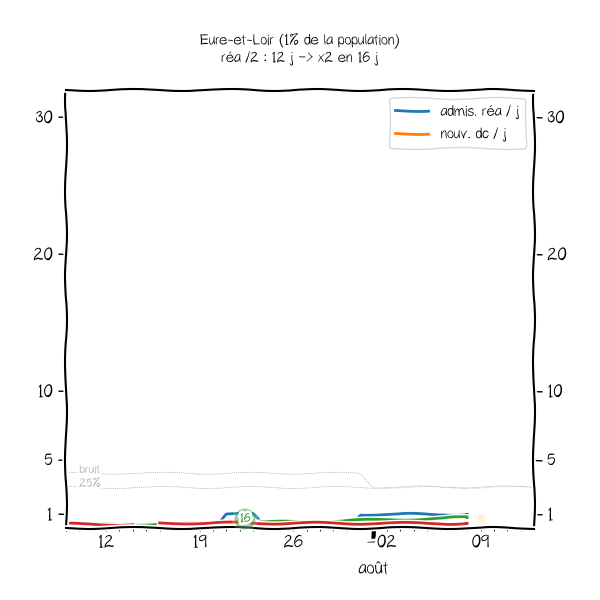 Eure-et-Loir (1% de la population)
réa /2 : 12 j -> x2 en 16 j
admis. réa / j
nouv. dc / j
30
30
20
20
10
10
5
5
bruit
25%
1
1
16
12
19
26
02
09
août